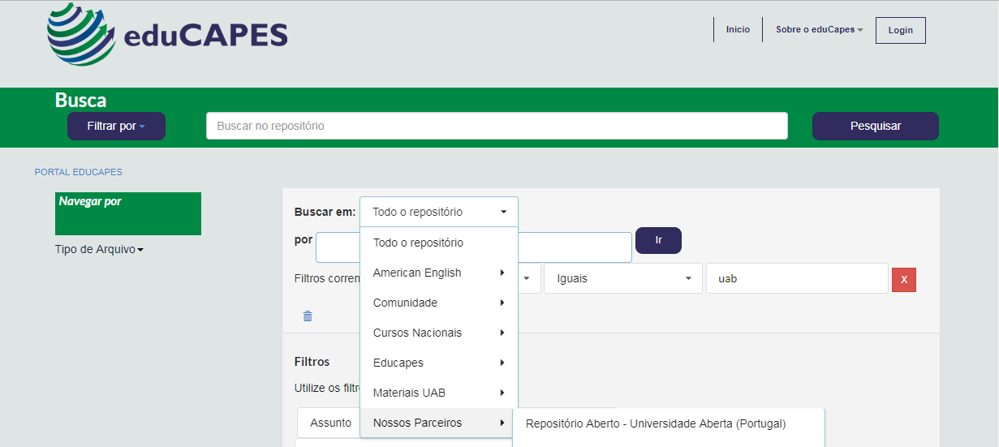 eduCAPES
Inicio
Sobre o eduCapes
Login
Busca
Filtrar por
Buscar no repositório
Pesquisar
PORTAL EDUCAPES
Navegar por
Tipo de Arquivo
Buscar em:
Todo o repositório
por
Ir
Todo o repositório
American English
Filtros corren
Iguais
uab
X
Comunidade
Cursos Nacionais
Filtros
Educapes
Utilize os filtr
Materiais UAB
Assunto
Nossos Parceiros
Repositório Aberto - Universidade Aberta (Portugal)